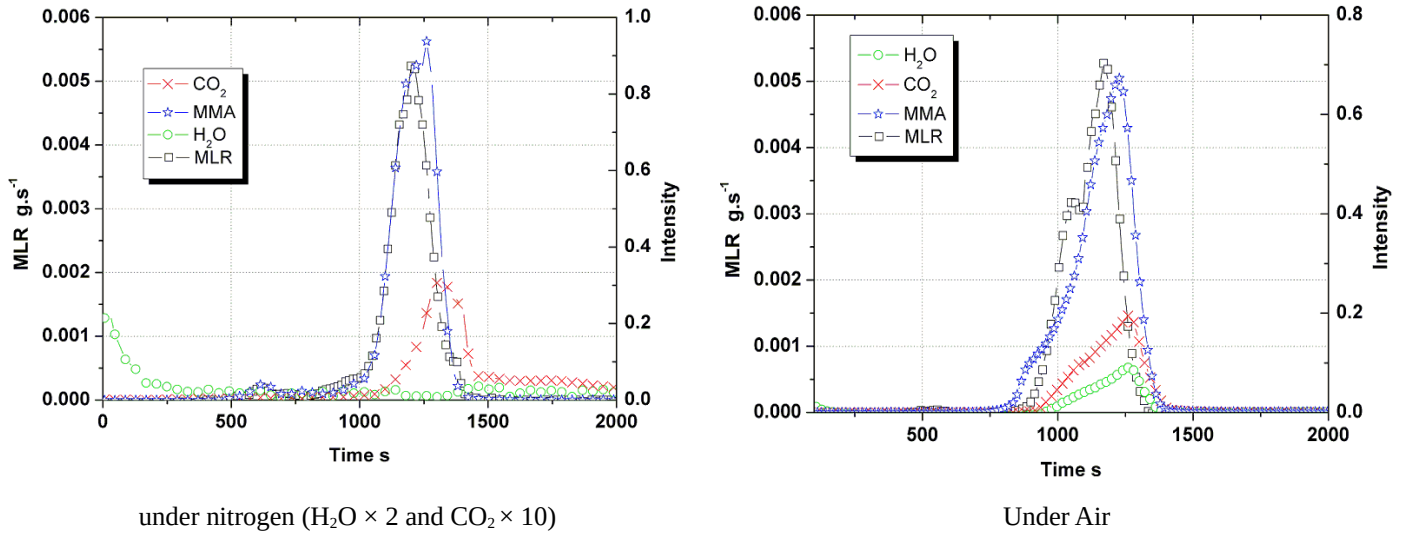 0.006
0.005
0.004
0.003
0.002
0.001
0.000
MLR g.s⁻¹
1.0
0.8
0.6
0.4
0.2
0.0
Intensity
CO₂
MMA
H₂O
MLR
0 500 1000 1500 2000
Time s
under nitrogen (H₂O × 2 and CO₂ × 10)
0.006
0.005
0.004
0.003
0.002
0.001
0.000
MLR g.s⁻¹
0.8
0.6
0.4
0.2
0.0
Intensity
H₂O
CO₂
MMA
MLR
500 1000 1500 2000
Time s
Under Air